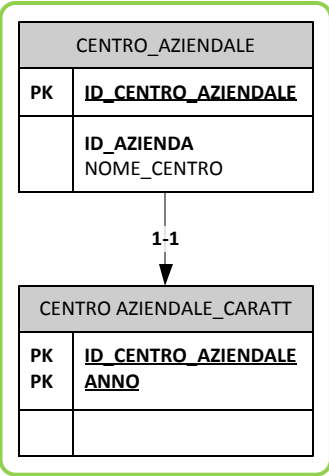 CENTRO_AZIENDALE
PK ID_CENTRO_AZIENDALE
ID_AZIENDA
NOME_CENTRO
1-1
CENTRO AZIENDALE_CARATT
PK ID_CENTRO_AZIENDALE
PK ANNO